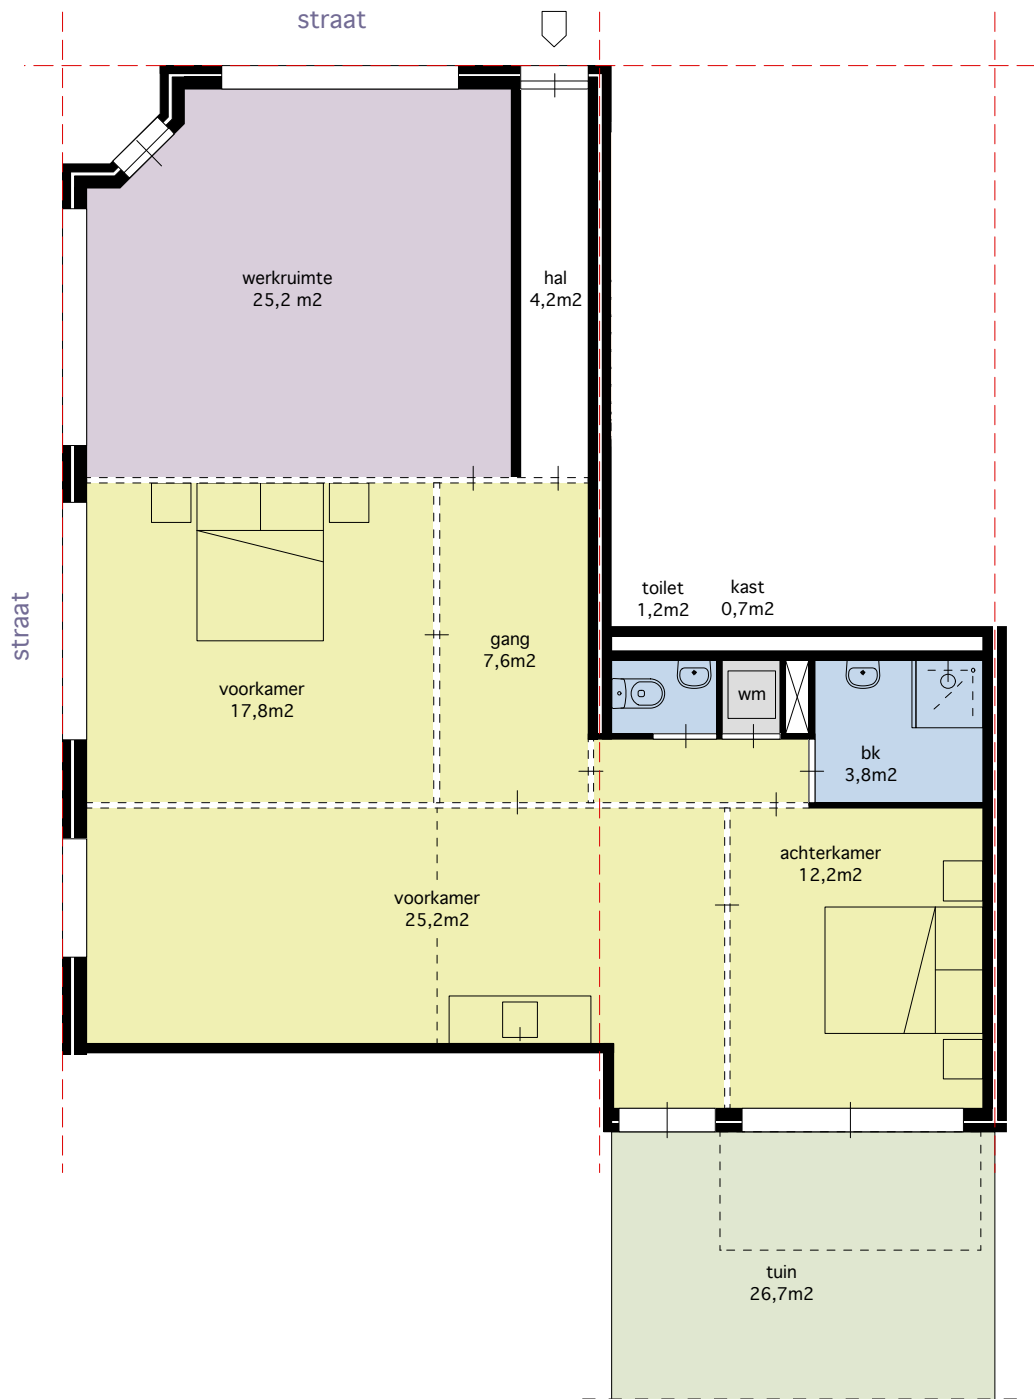 straat
werkruimte
25,2 m2
hal
4,2m2
straat
toilet
1,2m2
kast
0,7m2
gang
7,6m2
voorkamer
17,8m2
wm
bk
3,8m2
achterkamer
12,2m2
voorkamer
25,2m2
tuin
26,7m2